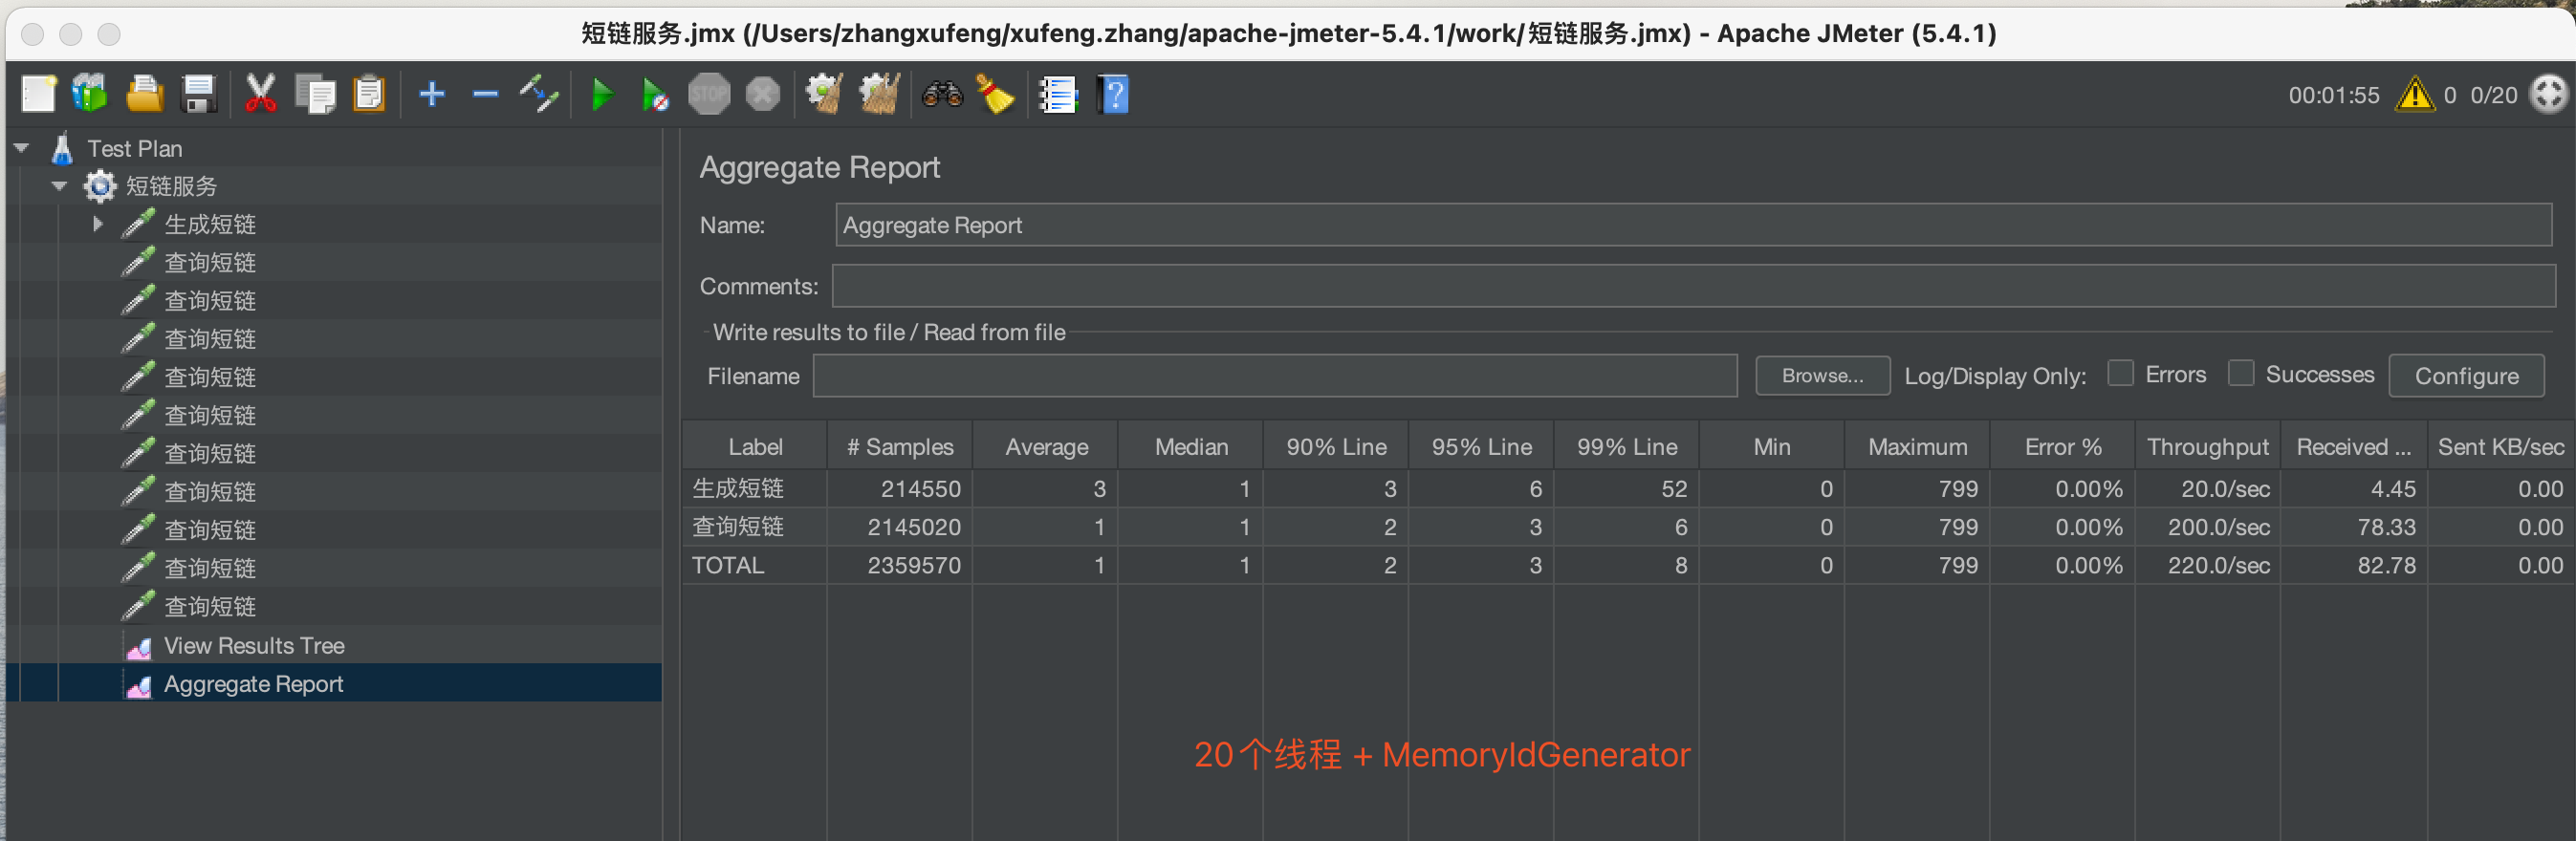 短链服务.jmx (/Users/zhangxufeng/xufeng.zhang/apache-jmeter-5.4.1/work/短链服务.jmx) - Apache JMeter (5.4.1)
STOP
00:01:55 0 0/20
Test Plan
短链服务
生成短链
查询短链
查询短链
查询短链
查询短链
查询短链
查询短链
查询短链
查询短链
查询短链
查询短链
View Results Tree
Aggregate Report
Aggregate Report
Name: Aggregate Report
Comments:
Write results to file / Read from file
Filename Browse... Log/Display Only: Errors Successes Configure
Label # Samples Average Median 90% Line 95% Line 99% Line Min Maximum Error % Throughput Received ... Sent KB/sec
生成短链 214550 3 1 3 6 52 0 799 0.00% 20.0/sec 4.45 0.00
查询短链 2145020 1 1 2 3 6 0 799 0.00% 200.0/sec 78.33 0.00
TOTAL 2359570 1 1 2 3 8 0 799 0.00% 220.0/sec 82.78 0.00
20个线程 + MemoryIdGenerator